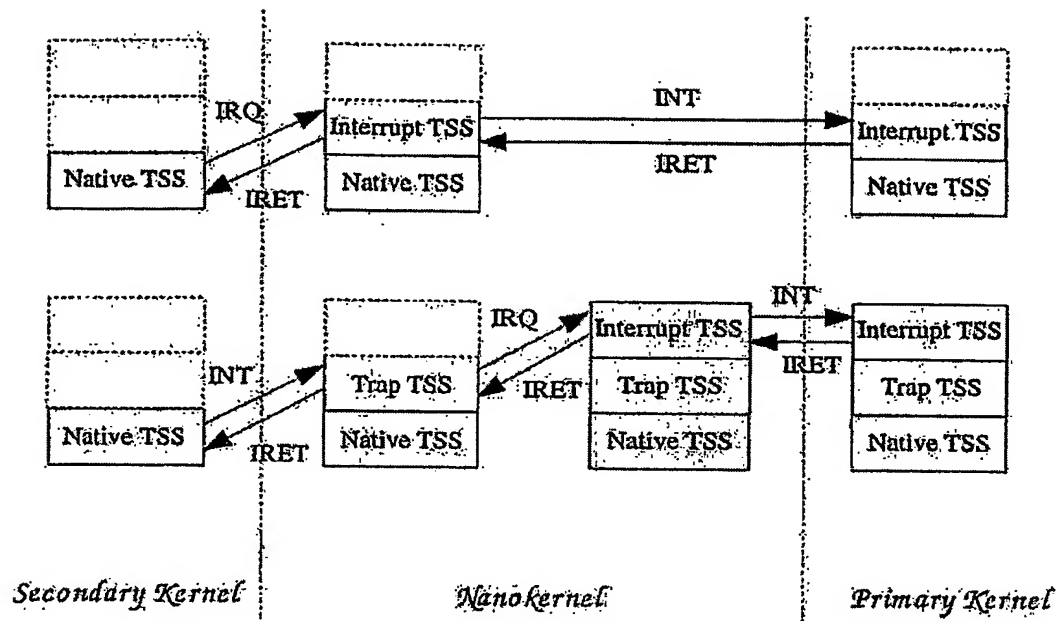 IRQ
INT
Interrupt TSS
Interrupt TSS
Native TSS
IRET
Native TSS
IRET
Native TSS
INT
IRQ
Interrupt TSS
Interrupt TSS
INT
Trap TSS
IRET
Trap TSS
IRET
Trap TSS
Native TSS
IRET
Native TSS
Native TSS
Native TSS
Secondary Kernel
Nanokernel
Primary Kernel